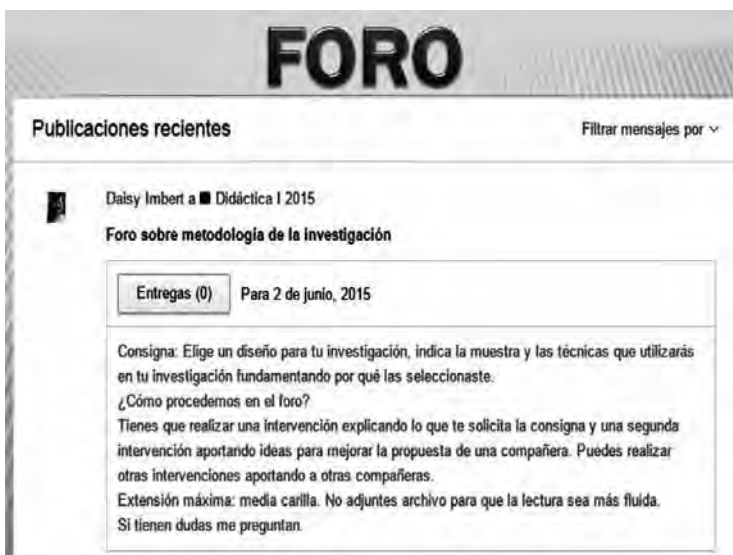 FORO
Publicaciones recientes
Filtrar mensajes por
Daisy Imbert a Didáctica I 2015
Foro sobre metodología de la investigación
Entregas (0) Para 2 de junio, 2015
Consigna: Elige un diseño para tu investigación, indica la muestra y las técnicas que utilizarás
en tu investigación fundamentando por qué las seleccionaste.
¿Cómo procedemos en el foro?
Tienes que realizar una intervención explicando lo que te solicita la consigna y una segunda
intervención aportando ideas para mejorar la propuesta de una compañera. Puedes realizar
otras intervenciones aportando a otras compañeras.
Extensión máxima: media carilla. No adjuntes archivo para que la lectura sea más fluida.
Si tienen dudas me preguntan.